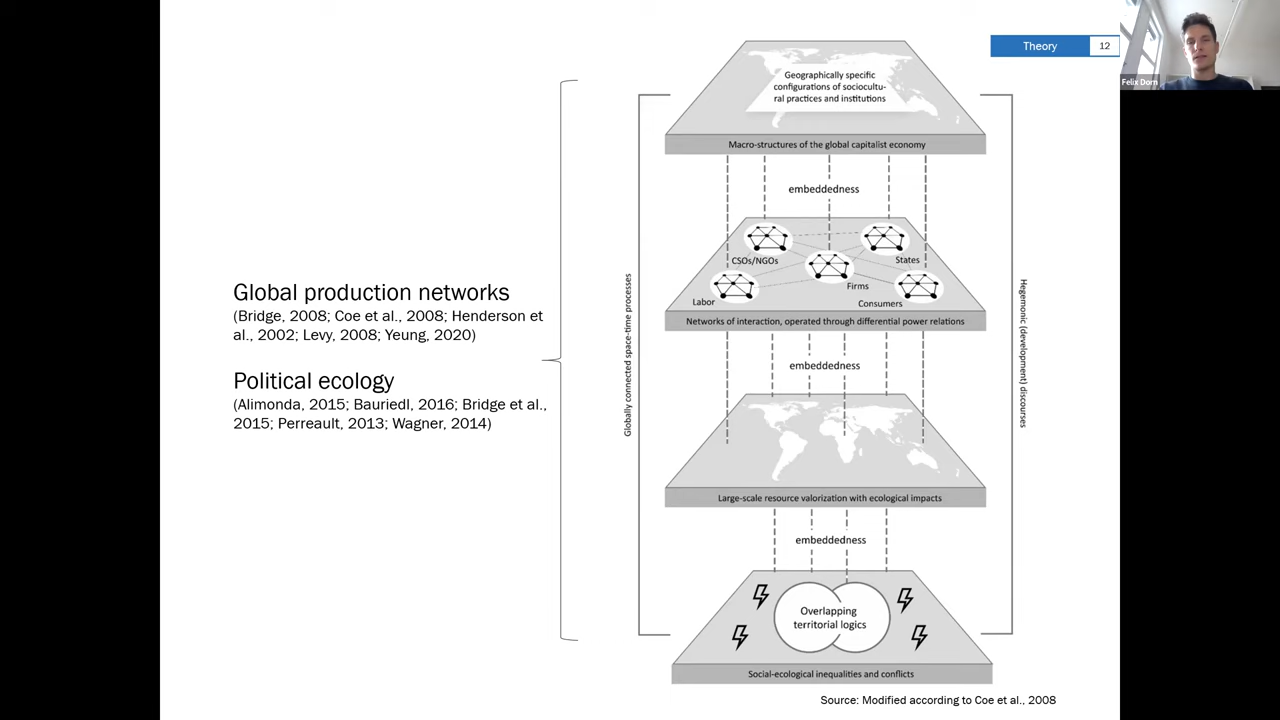 Theory 12
Felix Dorn
Geographically specific
configurations of sociocultu-
ral practices and institutions
Macro-structures of the global capitalist economy
embeddedness
CSOs/NGOs
States
Firms
Labor
Consumers
Networks of interaction, operated through differential power relations
Global production networks
(Bridge, 2008; Coe et al., 2008; Henderson et
al., 2002; Levy, 2008; Yeung, 2020)
Political ecology
(Alimonda, 2015; Bauriedl, 2016; Bridge et al.,
2015; Perreault, 2013; Wagner, 2014)
Globally connected space-time processes
Hegemonic (development) discourses
embeddedness
Large-scale resource valorization with ecological impacts
embeddedness
Overlapping
territorial logics
Social-ecological inequalities and conflicts
Source: Modified according to Coe et al., 2008